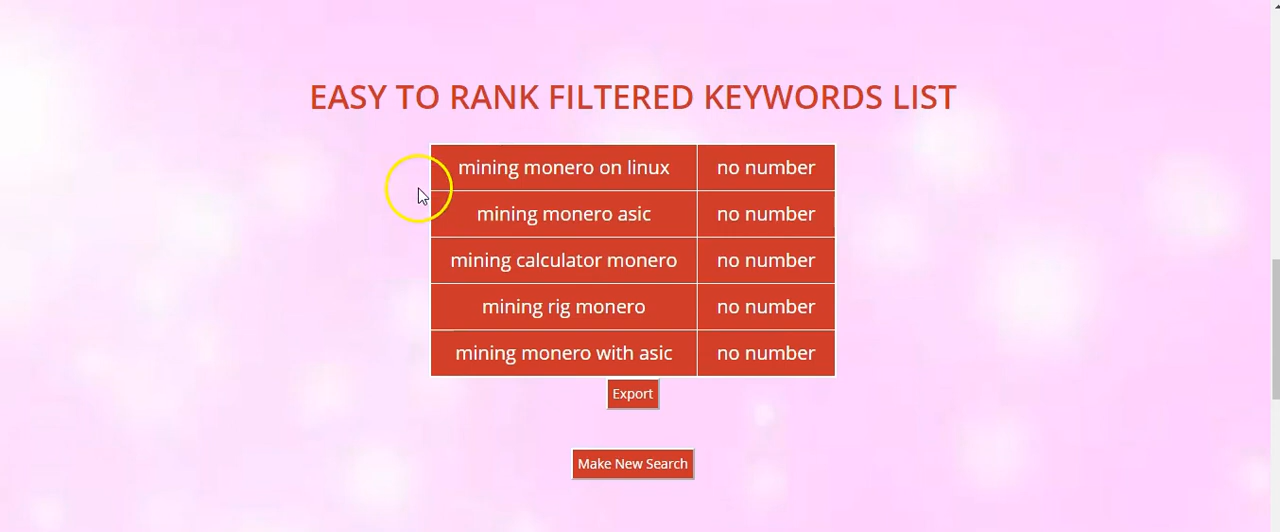 EASY TO RANK FILTERED KEYWORDS LIST
mining monero on linux no number
mining monero asic no number
mining calculator monero no number
mining rig monero no number
mining monero with asic no number
Export
Make New Search